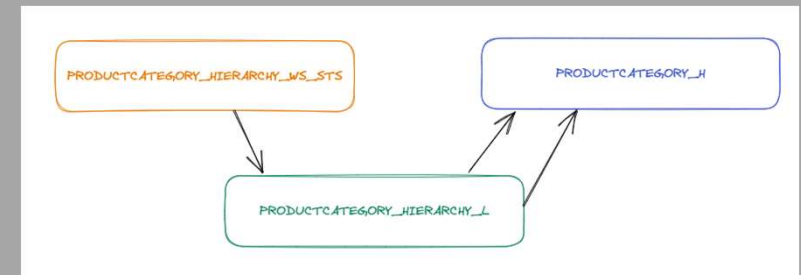 PRODUCTCATEGORY_HIERARCHY_WS_STS
PRODUCTCATEGORY_H
PRODUCTCATEGORY_HIERARCHY_L